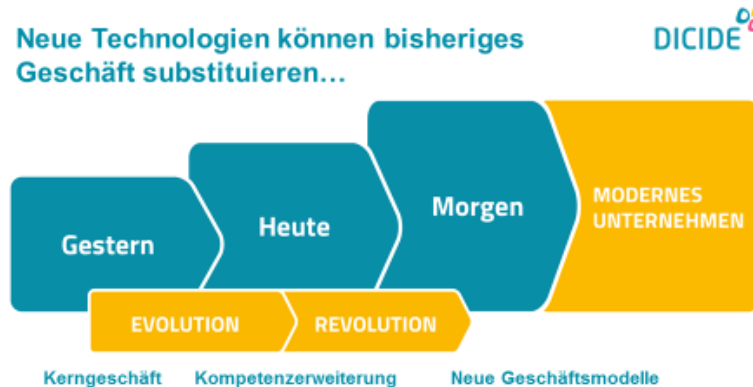 Neue Technologien können bisheriges
Geschäft substituieren...
DICIDE
Gestern
Heute
Morgen
MODERNES
UNTERNEHMEN
EVOLUTION
REVOLUTION
Kerngeschäft
Kompetenzerweiterung
Neue Geschäftsmodelle